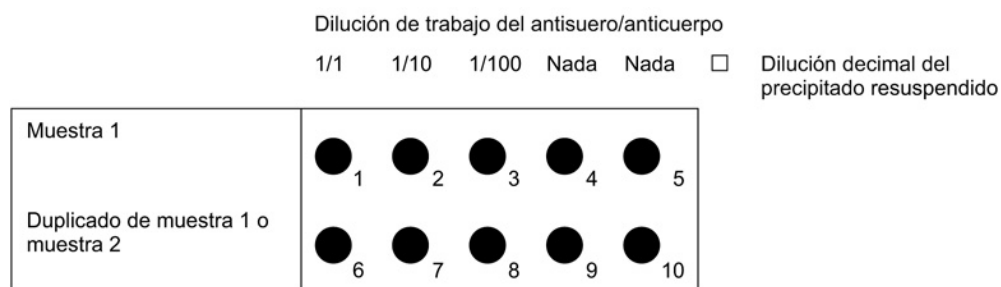 Dilución de trabajo del antisuero/anticuerpo
1/1 1/10 1/100 Nada Nada □ Dilución decimal del
precipitado resuspendido
Muestra 1
1 2 3 4 5
Duplicado de muestra 1 o
muestra 2
6 7 8 9 10